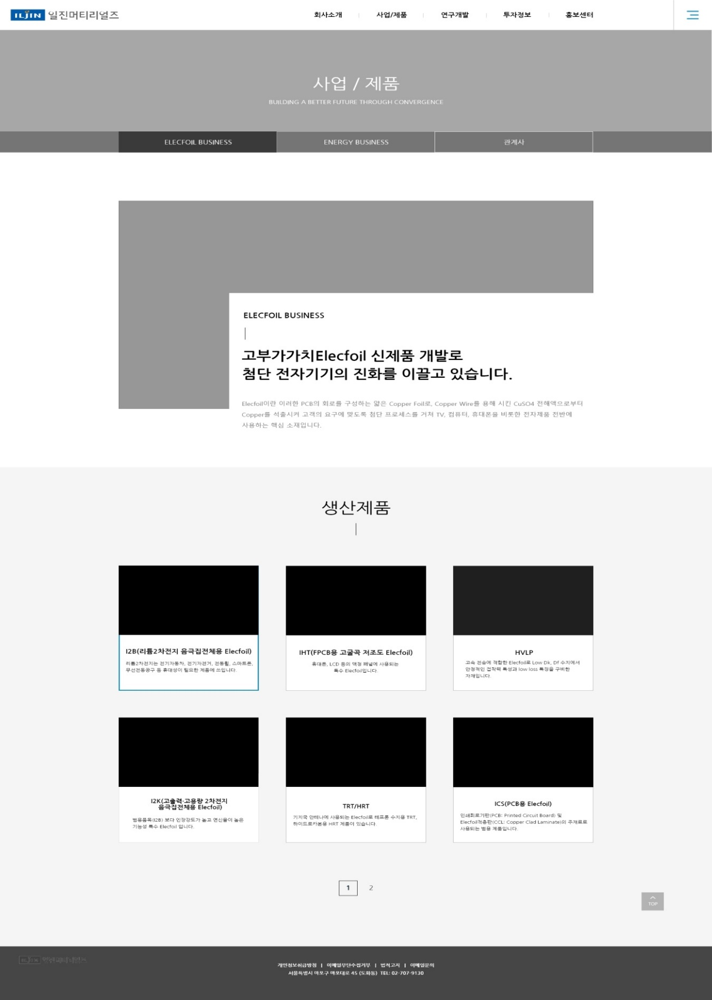 ILJIN 일진머티리얼즈
회사소개 | 사업/제품 | 연구개발 | 투자정보 | 홍보센터
사업 / 제품
BUILDING A BETTER FUTURE THROUGH CONVERGENCE
ELECFOIL BUSINESS
ENERGY BUSINESS
관계사
ELECFOIL BUSINESS
고부가가치Elecfoil 신제품 개발로
첨단 전자기기의 진화를 이끌고 있습니다.
Elecfoil이란 이러한 PCB의 회로를 구성하는 얇은 Copper Foil로, Copper Wire를 용해 시킨 CuSO4 전해액으로부터
Copper를 석출시켜 고객의 요구에 맞도록 첨단 프로세스를 거쳐 TV, 컴퓨터, 휴대폰을 비롯한 전자제품 전반에
사용하는 핵심 소재입니다.
생산제품
I2B(리튬2차전지 음극집전체용 Elecfoil)
리튬2차전지는 전기자동차, 전기자전거, 전동휠, 스마트폰,
무선전동공구 등 휴대성이 필요한 제품에 쓰입니다.
IHT(FPCB용 고굴곡 저조도 Elecfoil)
휴대폰, LCD 등의 액정 패널에 사용되는
특수 Elecfoil입니다.
HVLP
고속 전송에 적합한 Elecfoil로 Low Dk, Df 수지에서
안정적인 접착력 특성과 low loss 특징을 구비한
자재입니다.
I2K(고출력·고용량 2차전지
음극집전체용 Elecfoil)
범용품목(I2B) 보다 인장강도가 높고 연신율이 높은
기능성 특수 Elecfoil 입니다.
TRT/HRT
기지국 안테나에 사용되는 Elecfoil로 테프론 수지용 TRT,
하이드로카본용 HRT 제품이 있습니다.
ICS(PCB용 Elecfoil)
인쇄회로기판(PCB: Printed Circuit Board) 및
Elecfoil적층판(CCL: Copper Clad Laminate)의 주재료로
사용되는 범용 제품입니다.
1 2
TOP
ILJIN 일진머티리얼즈
개인정보취급방침 | 이메일무단수집거부 | 법적고지 | 이메일문의
서울특별시 마포구 마포대로 45 (도화동) TEL: 02-707-9130